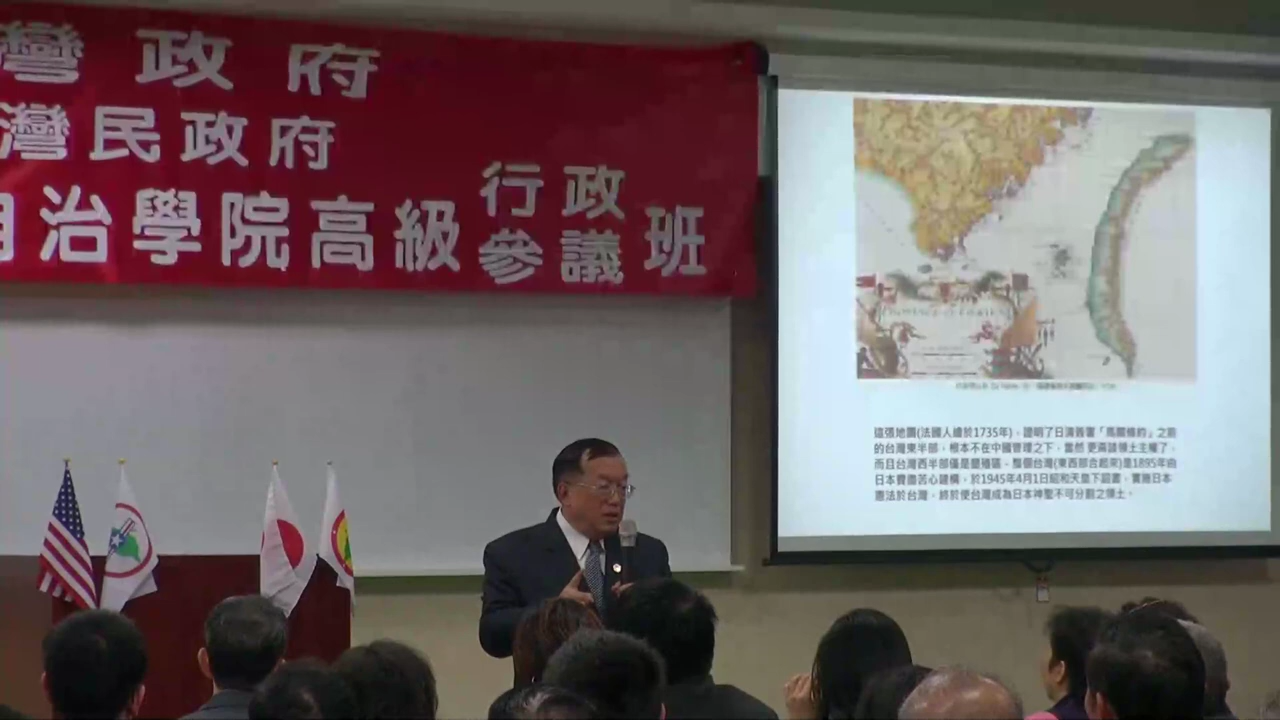 灣政府
灣民政府
自治學院高級 行政 參議 班
PROVINCE DE FOKIEN
這張地圖(法國人繪於1735年)，證明了日清簽署「馬關條約」之前
的台灣東半部，根本不在中國管理之下，當然更無該領土主權了，
而且台灣西半部僅是墾殖區，整個台灣(東西部合起來)是1895年由
日本費盡苦心建構，於1945年4月1日昭和天皇下詔書，實施日本
憲法於台灣，終於使台灣成為日本神聖不可分割之領土。